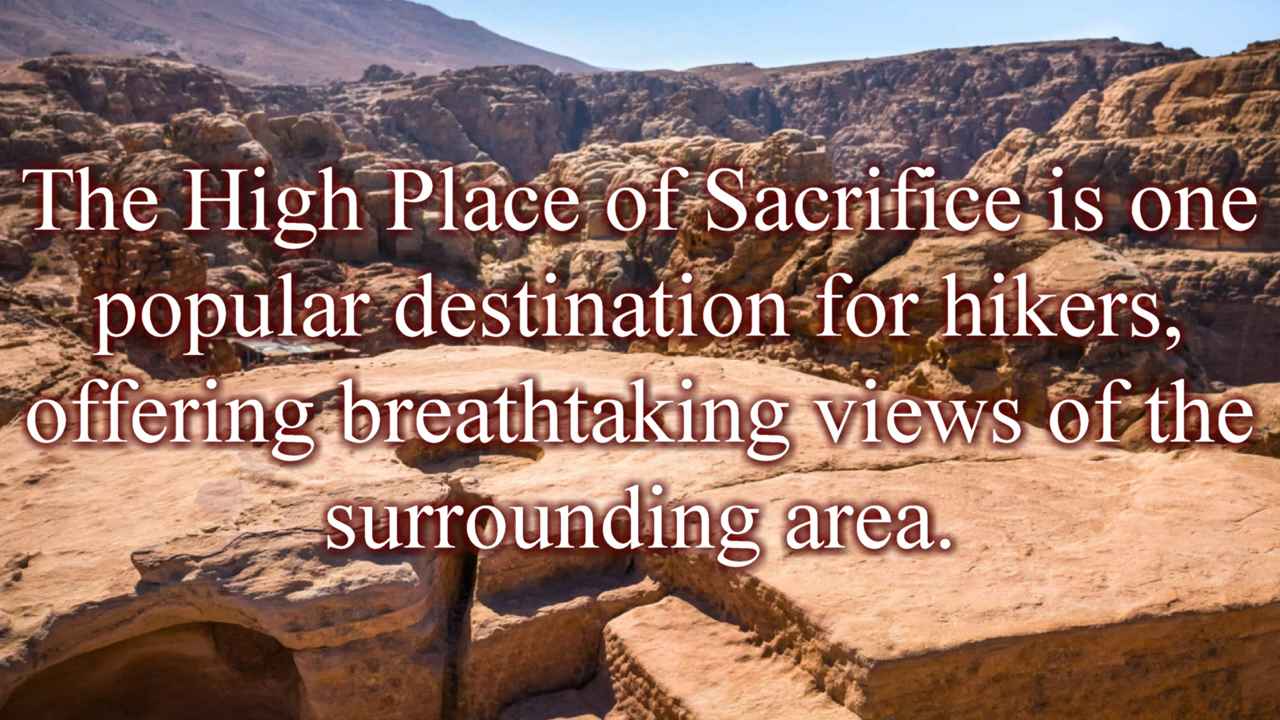 The High Place of Sacrifice is one
popular destination for hikers,
offering breathtaking views of the
surrounding area.